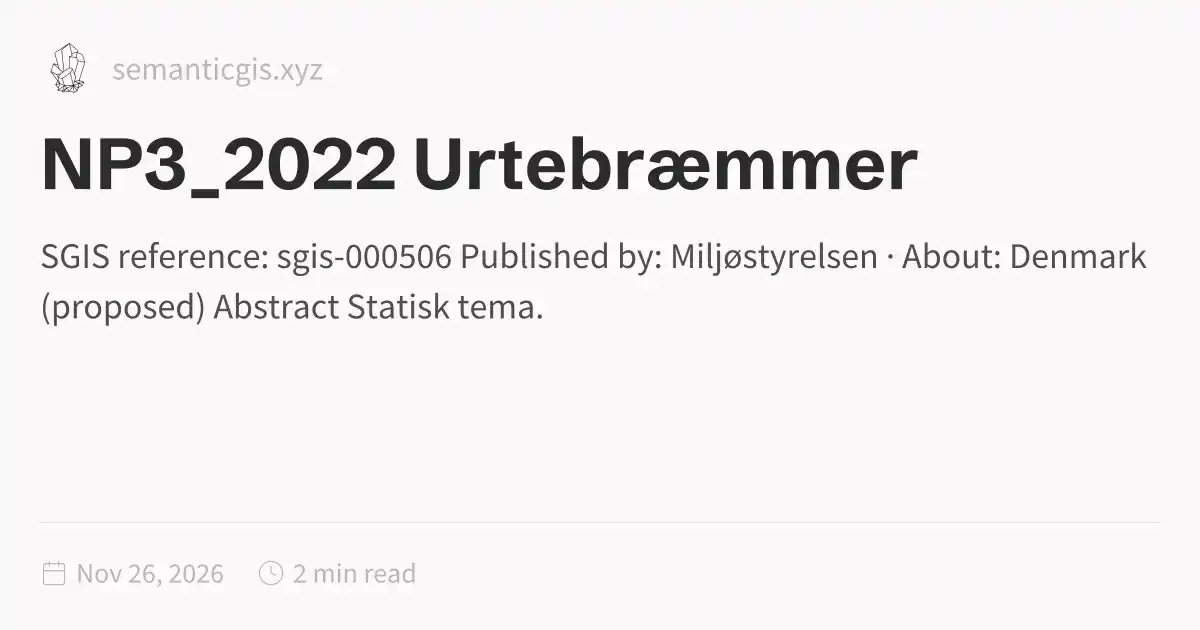 semanticgis.xyz
NP3_2022 Urtebræmmer
SGIS reference: sgis-000506 Published by: Miljøstyrelsen · About: Denmark
(proposed) Abstract Statisk tema.
Nov 26, 2026 2 min read